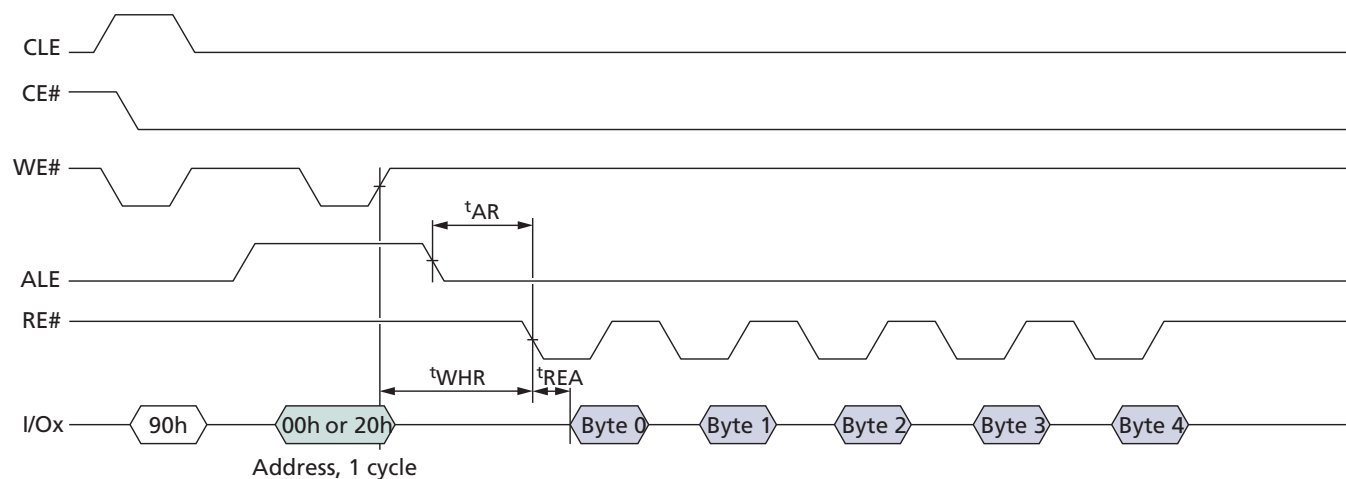 CLE
CE#
WE#
tAR
ALE
RE#
tWHR tREA
I/Ox 90h 00h or 20h Byte 0 Byte 1 Byte 2 Byte 3 Byte 4
Address, 1 cycle